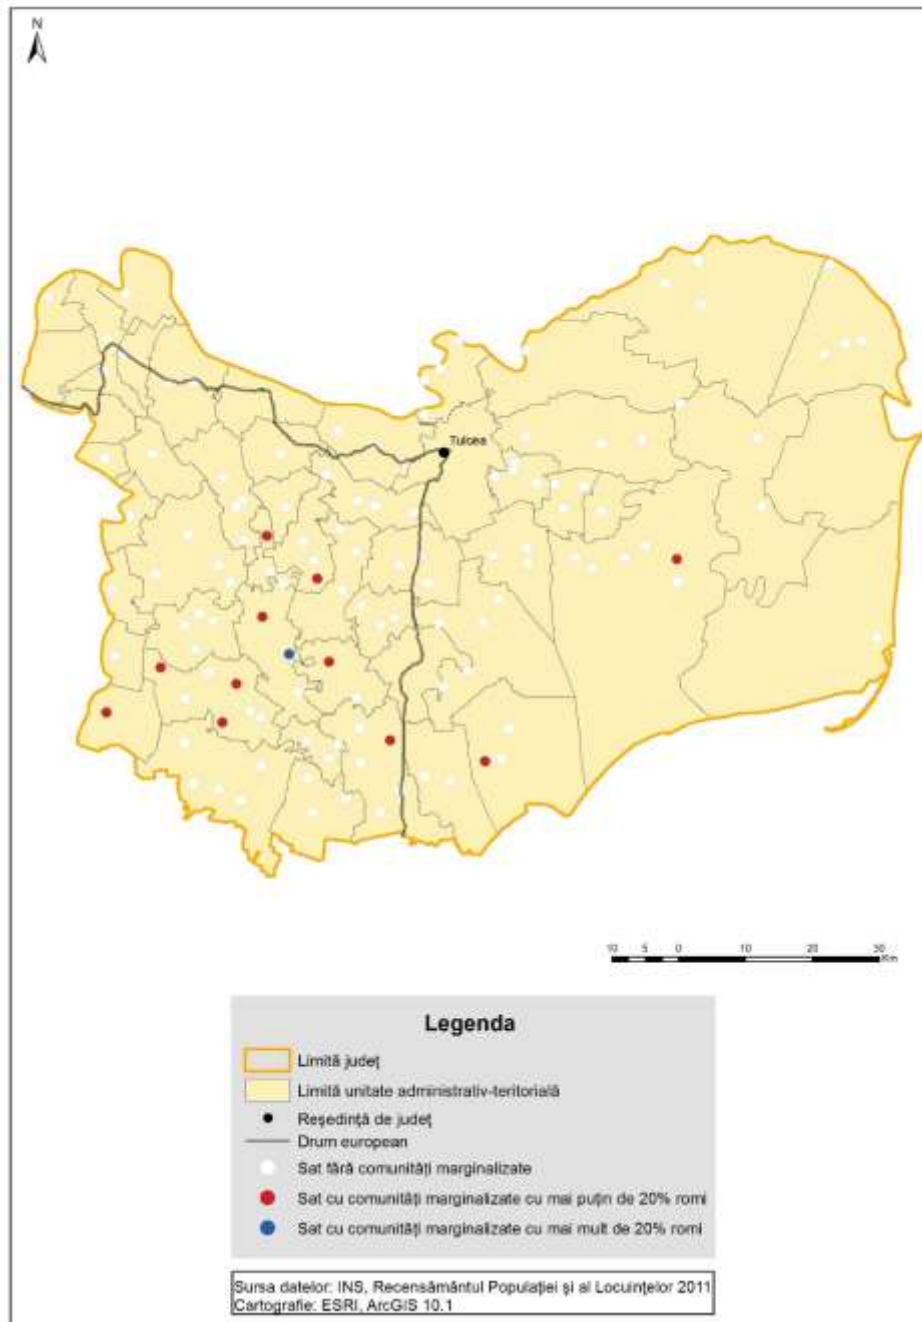 N
Tulcea
10 5 0 10 20 30
Km
Legenda
Limită județ
Limită unitate administrativ-teritorială
Reședință de județ
Drum european
Sat fără comunități marginalizate
Sat cu comunități marginalizate cu mai puțin de 20% romi
Sat cu comunități marginalizate cu mai mult de 20% romi
Sursa datelor: INS, Recensământul Populației și al Locuințelor 2011
Cartografie: ESRI, ArcGIS 10.1